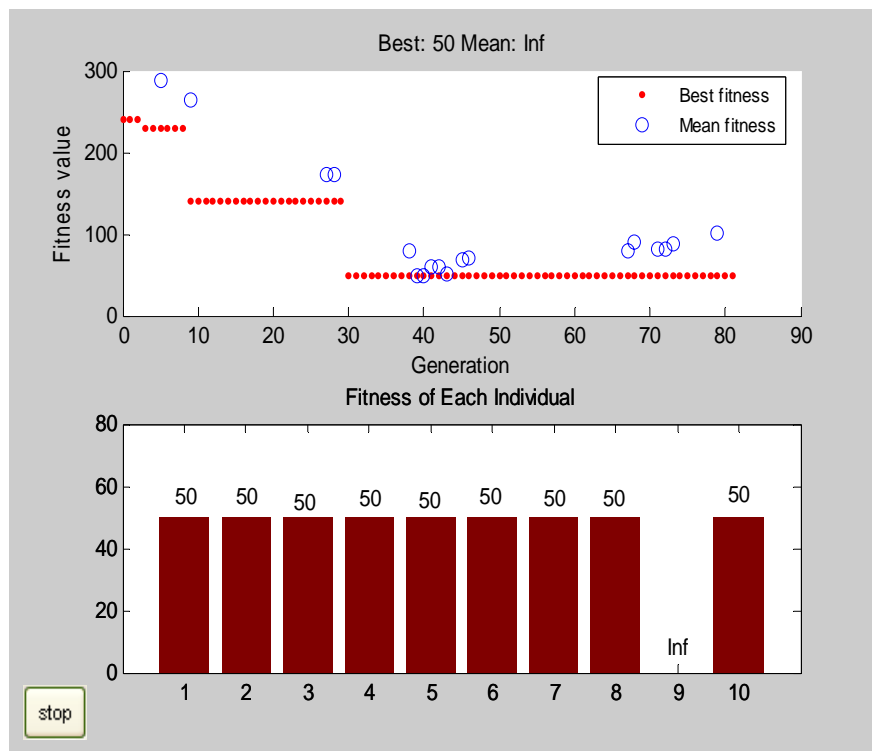 Best: 50 Mean: Inf
Fitness value
300
200
100
0
Best fitness
Mean fitness
0 10 20 30 40 50 60 70 80 90
Generation
Fitness of Each Individual
80
60
40
20
0
50 50 50 50 50 50 50 50 Inf 50
1 2 3 4 5 6 7 8 9 10
stop